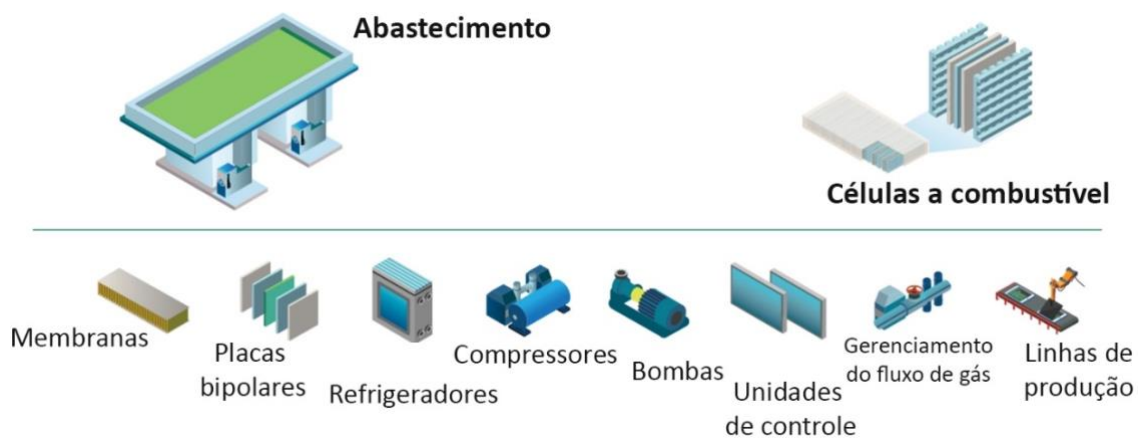 Abastecimento
Células a combustível
Membranas
Placas
bipolares
Refrigeradores
Compressores
Bombas
Unidades
de controle
Gerenciamento
do fluxo de gás
Linhas de
produção